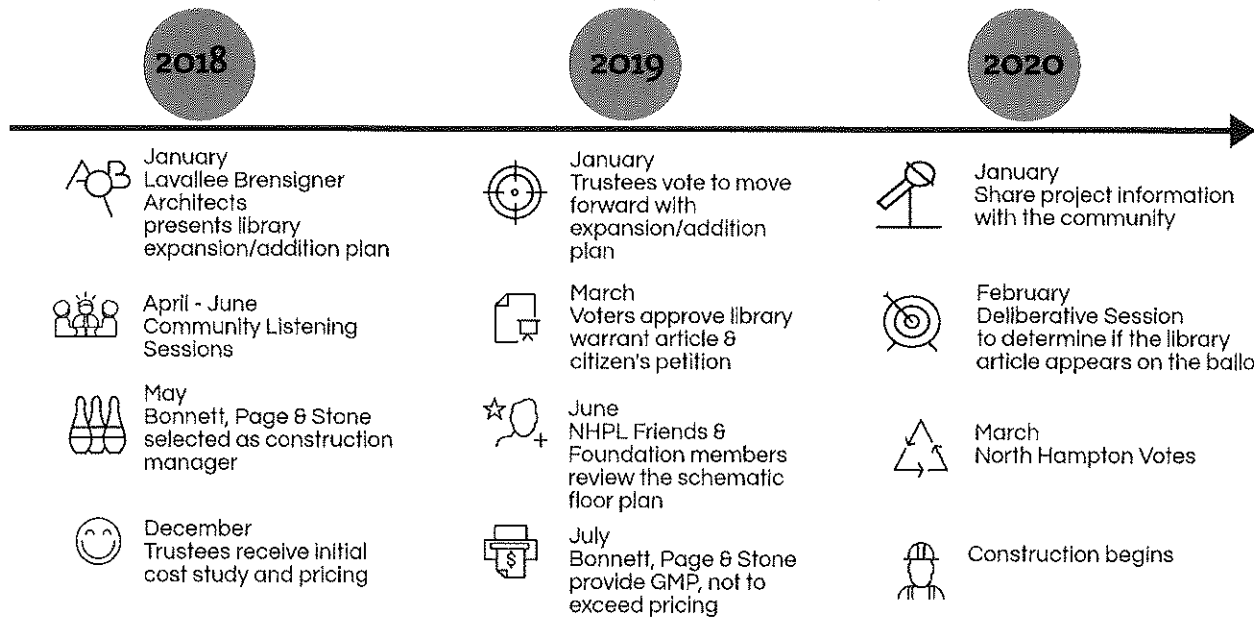 2018
2019
2020
AOB
January
Lavallee Brensigner
Architects
presents library
expansion/addition plan
April - June
Community Listening
Sessions
May
Bonnett, Page & Stone
selected as construction
manager
December
Trustees receive initial
cost study and pricing
January
Trustees vote to move
forward with
expansion/addition
plan
March
Voters approve library
warrant article &
citizen's petition
June
NHPL Friends &
Foundation members
review the schematic
floor plan
$
July
Bonnett, Page & Stone
provide GMP, not to
exceed pricing
January
Share project information
with the community
February
Deliberative Session
to determine if the library
article appears on the ballo
March
North Hampton Votes
Construction begins